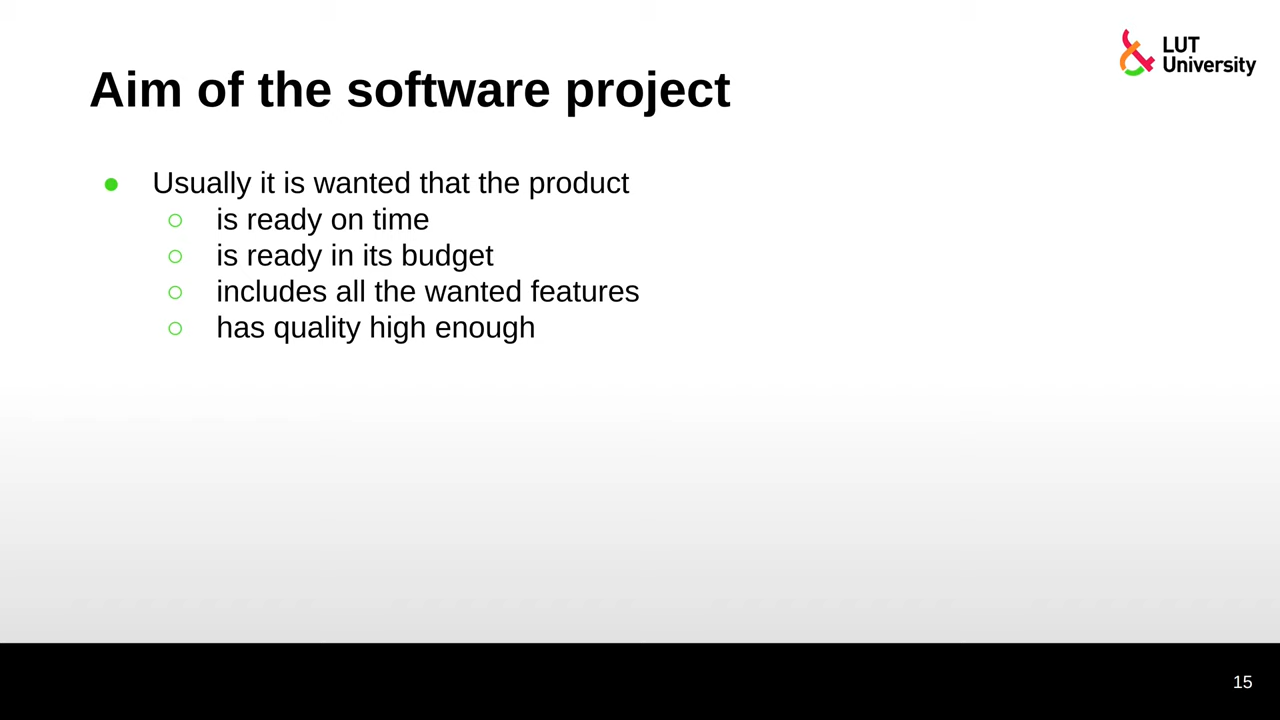 LUT
University
Aim of the software project
Usually it is wanted that the product
is ready on time
is ready in its budget
includes all the wanted features
has quality high enough
15